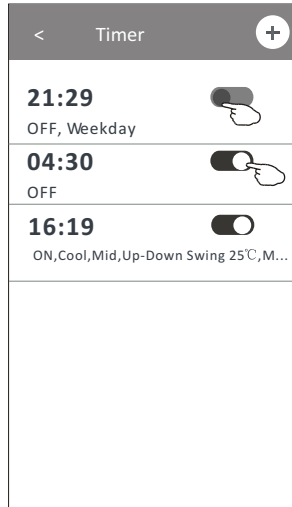 < Timer +
21:29
OFF, Weekday
04:30
OFF
16:19
ON,Cool,Mid,Up-Down Swing 25℃,M...